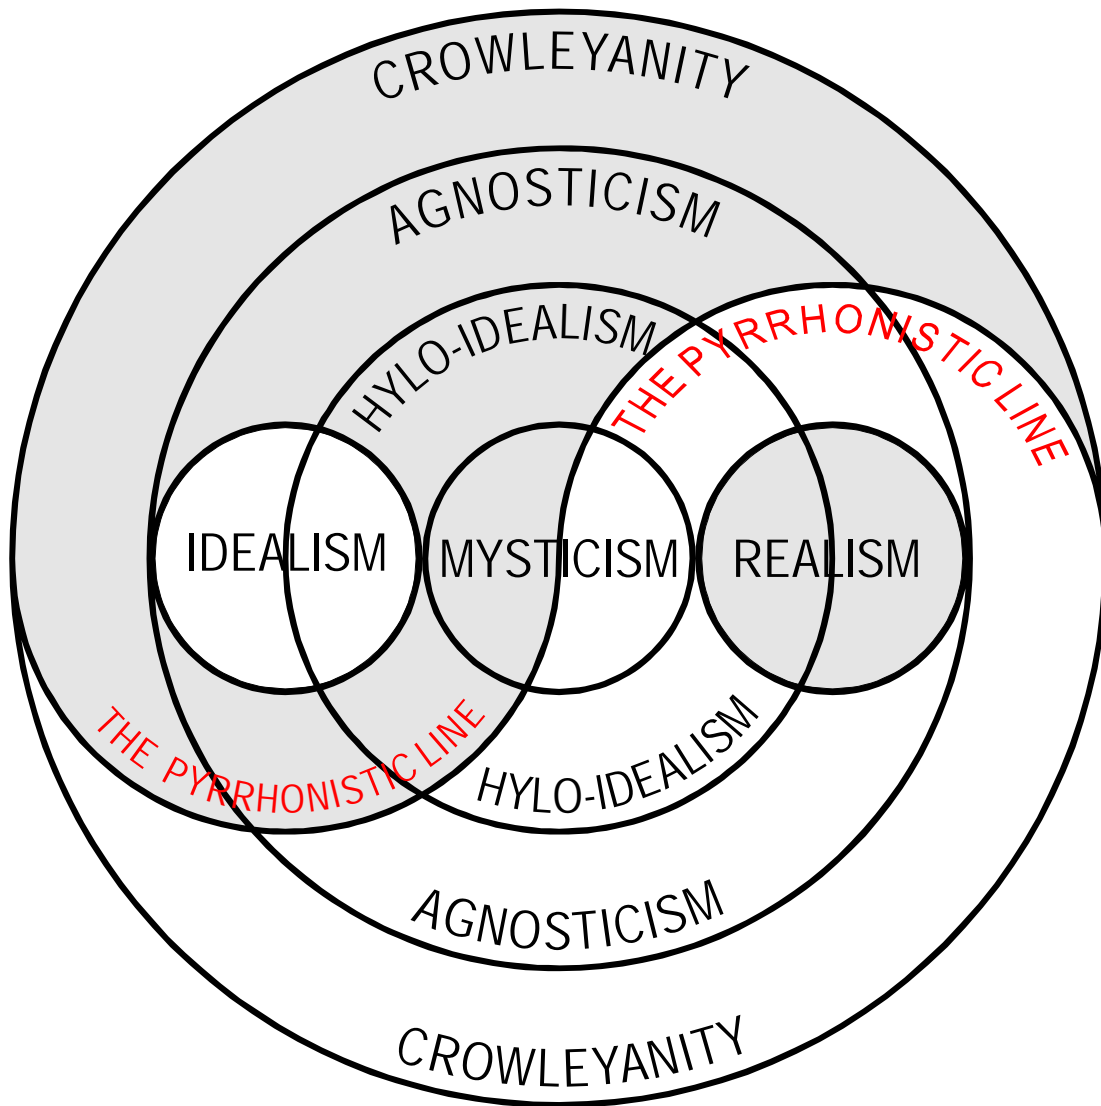 CROWLEYANITY
AGNOSTICISM
HYLO-IDEALISM
THE PYRRHONISTIC LINE
IDEALISM
MYSTICISM
REALISM
THE PYRRHONISTIC LINE
HYLO-IDEALISM
AGNOSTICISM
CROWLEYANITY